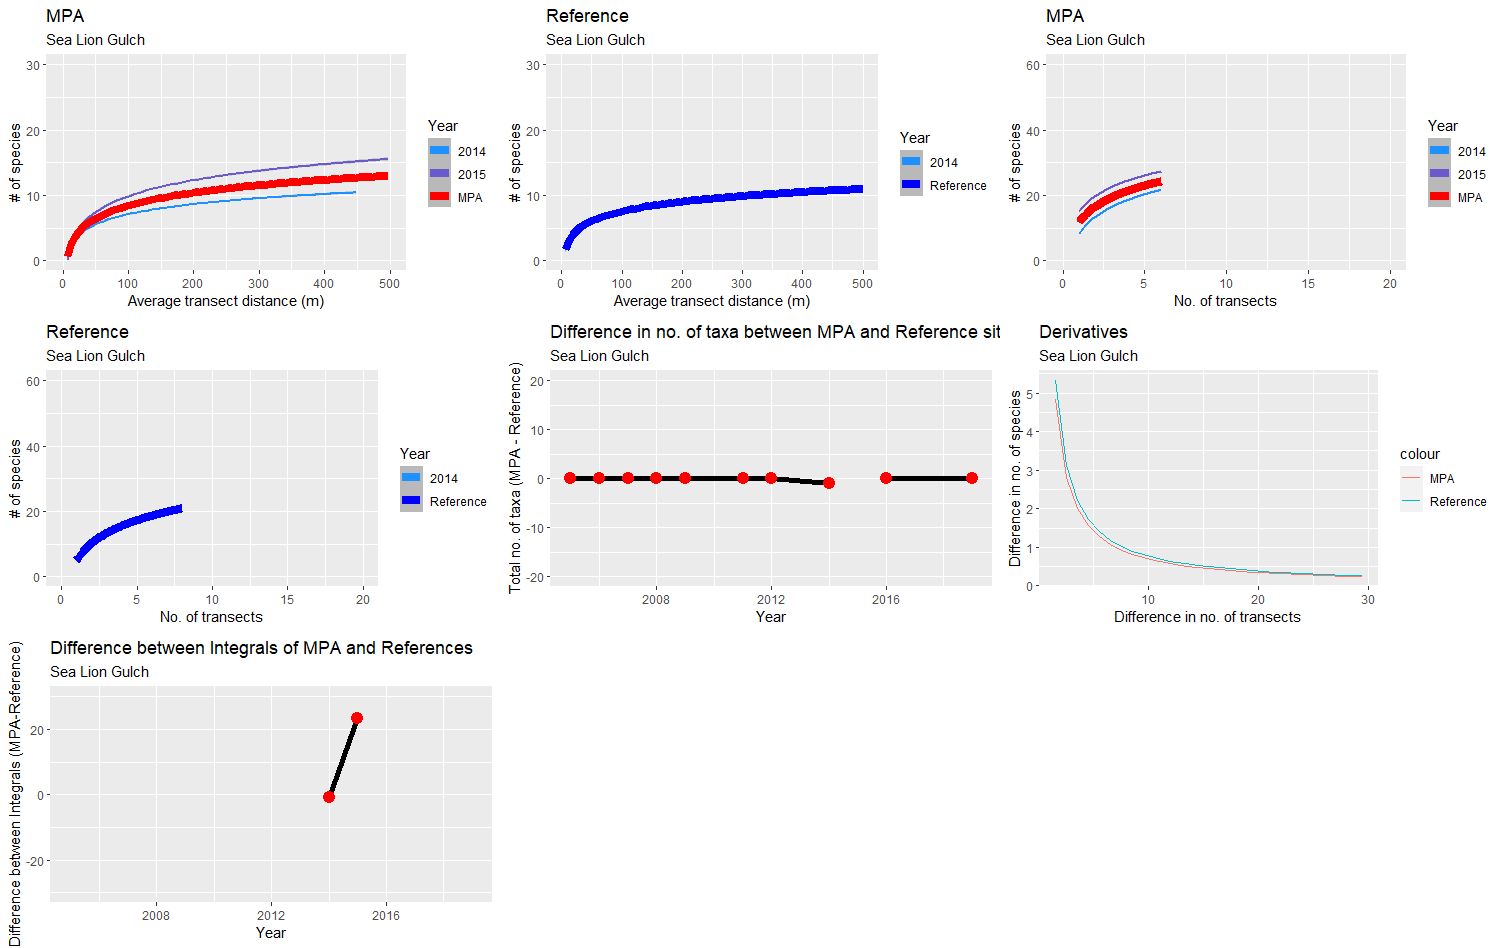 MPA
Sea Lion Gulch
# of species
30
20
10
0
0 100 200 300 400 500
Average transect distance (m)
Year
2014
2015
MPA
Reference
Sea Lion Gulch
# of species
30
20
10
0
0 100 200 300 400 500
Average transect distance (m)
Year
2014
Reference
MPA
Sea Lion Gulch
# of species
60
40
20
0
0 5 10 15 20
No. of transects
Year
2014
2015
MPA
Reference
Sea Lion Gulch
# of species
60
40
20
0
0 5 10 15 20
No. of transects
Year
2014
Reference
Difference in no. of taxa between MPA and Reference sit
Sea Lion Gulch
Total no. of taxa (MPA - Reference)
20
10
0
-10
-20
2008 2012 2016
Year
Derivatives
Sea Lion Gulch
Difference in no. of species
5
4
3
2
1
0
10 20 30
Difference in no. of transects
colour
MPA
Reference
Difference between Integrals of MPA and References
Sea Lion Gulch
Difference between Integrals (MPA-Reference)
20
0
-20
2008 2012 2016
Year